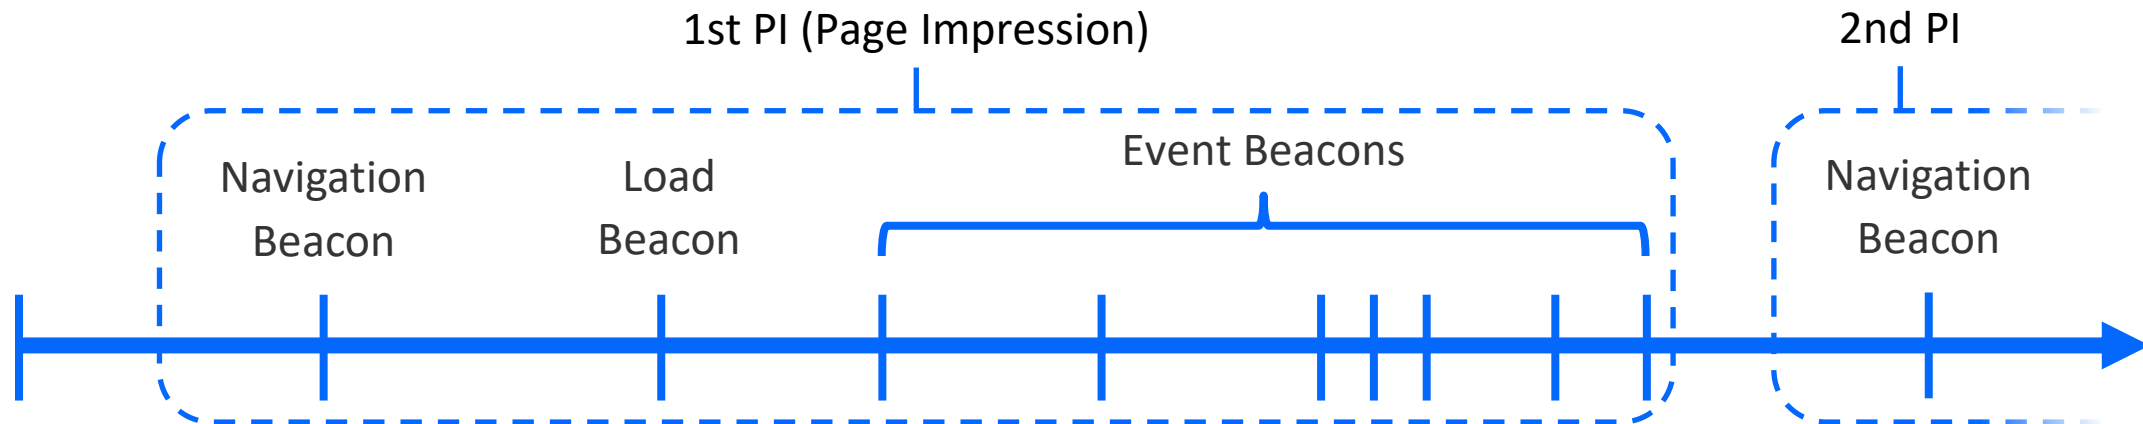 1st PI (Page Impression)
2nd PI
Event Beacons
Navigation
Beacon
Load
Beacon
Navigation
Beacon